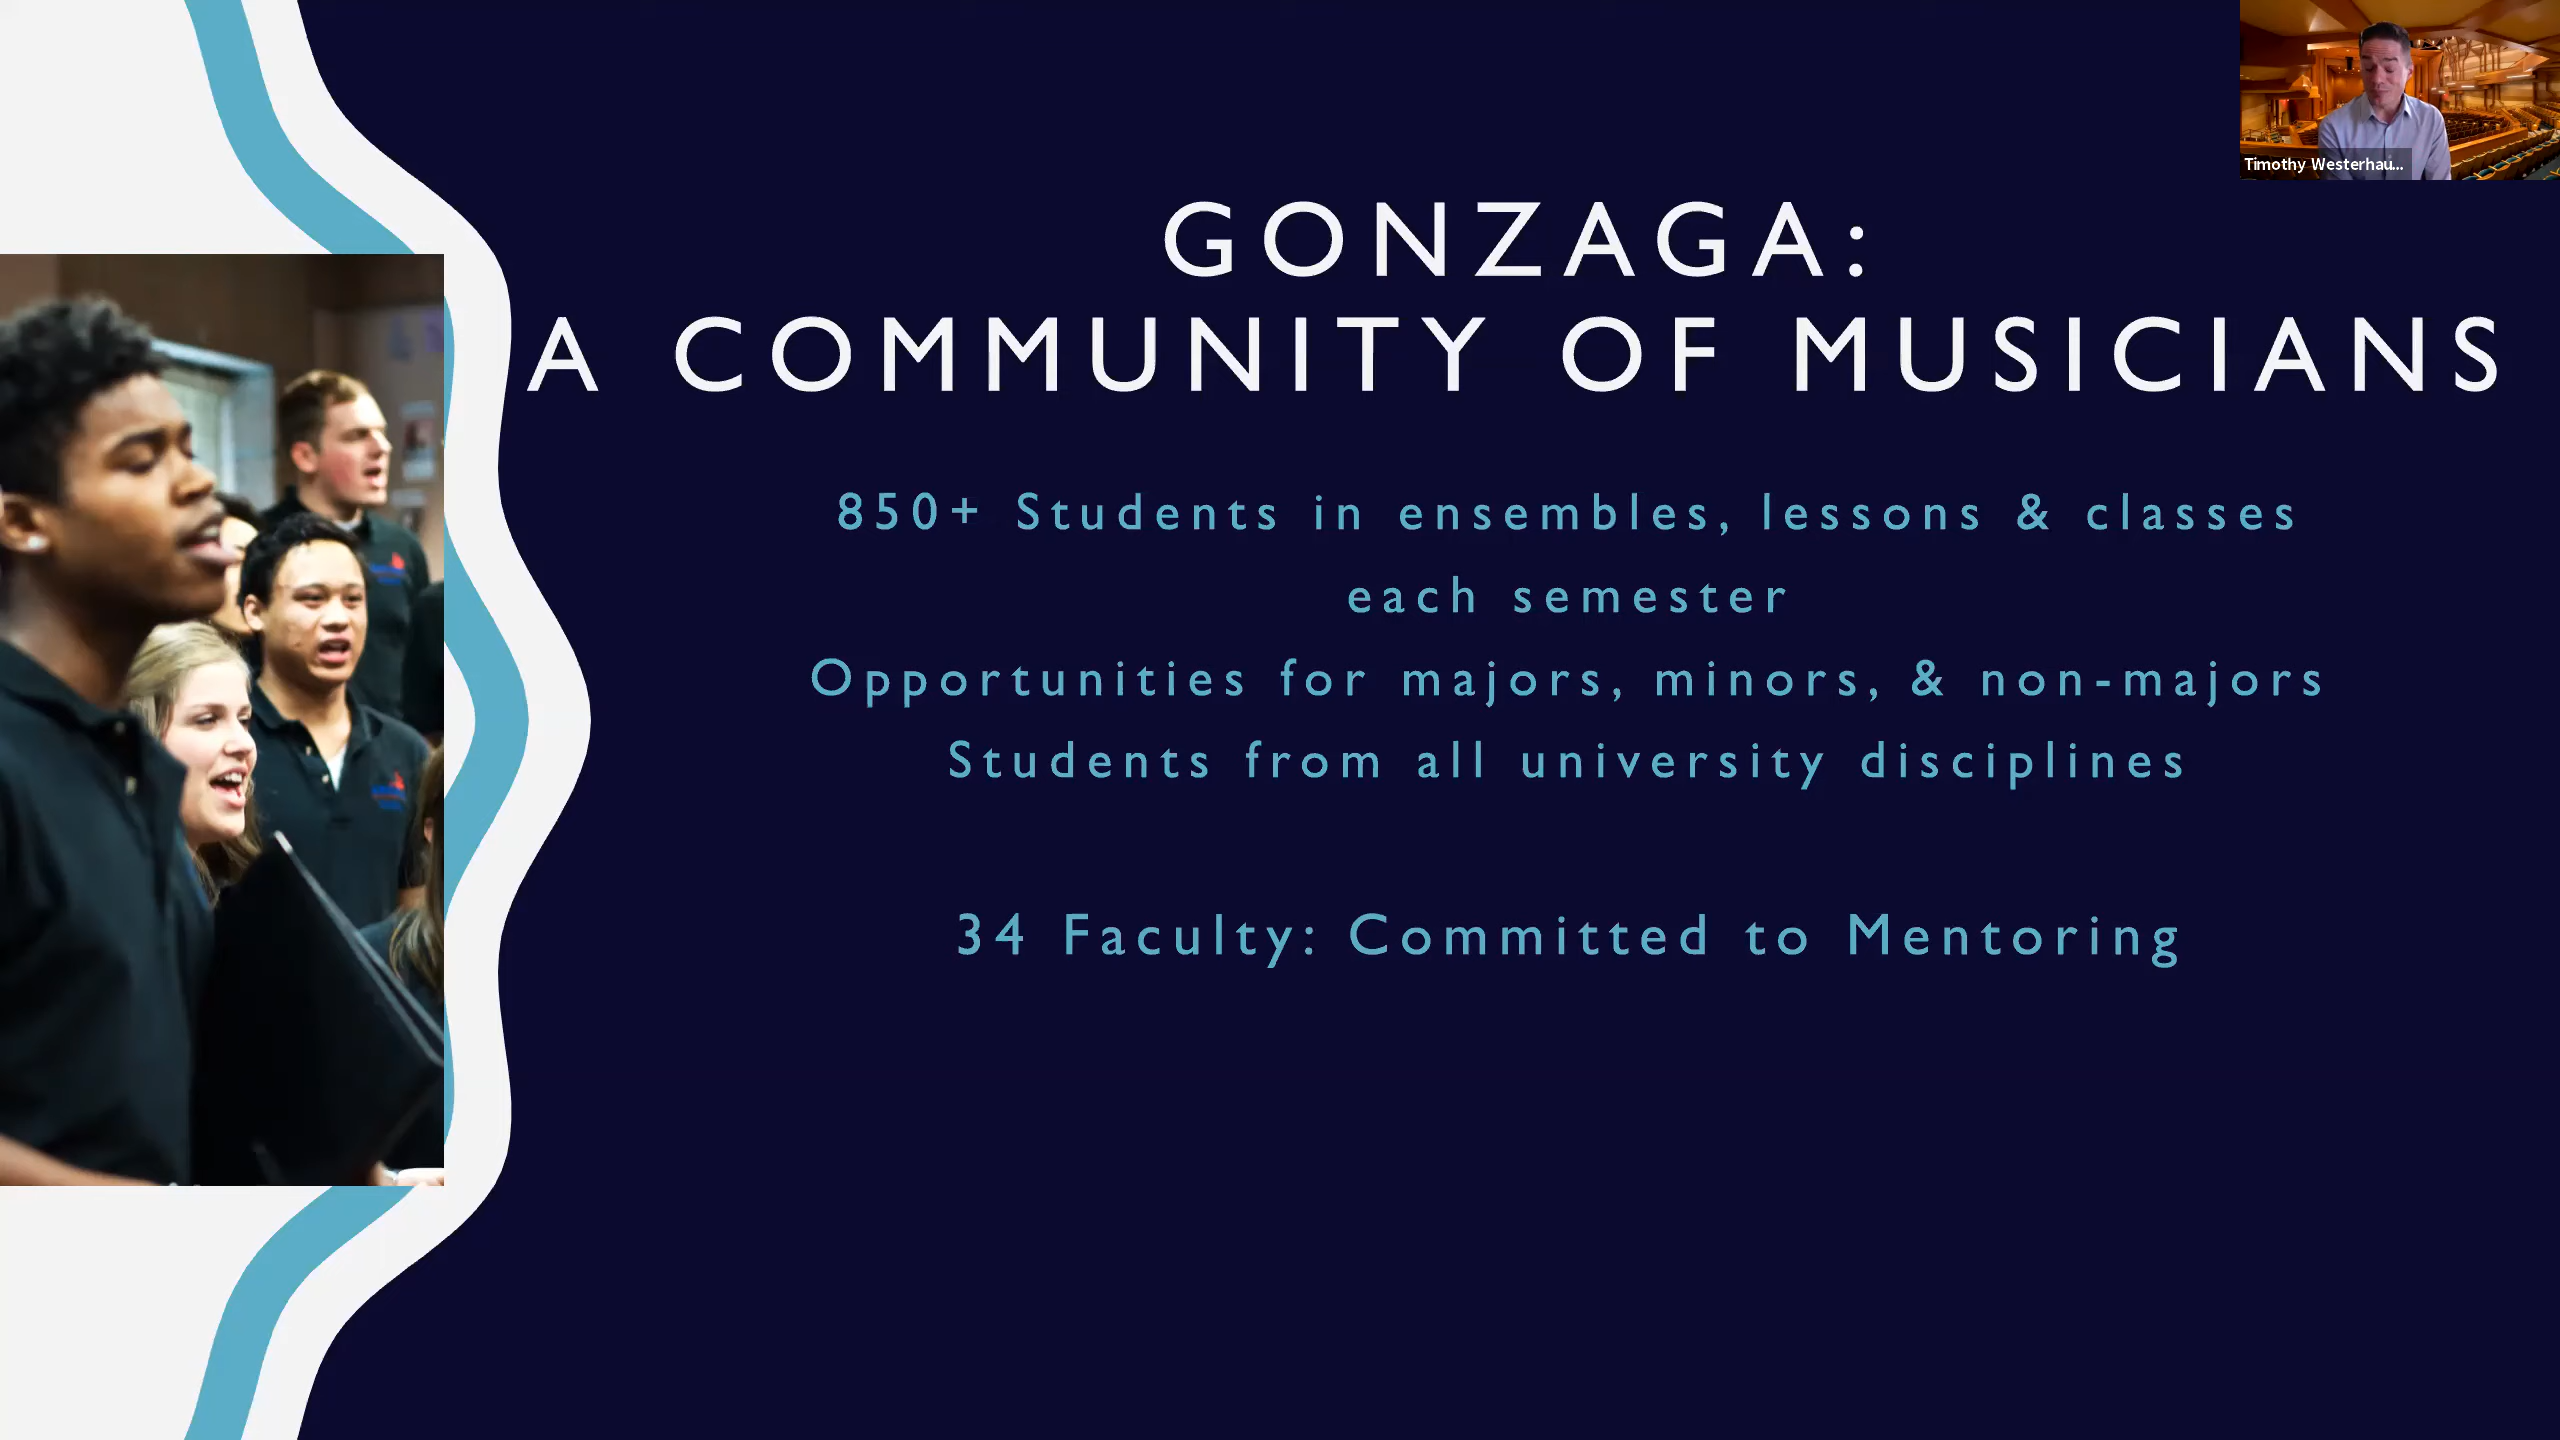 Timothy Westerhau...
GONZAGA:
A COMMUNITY OF MUSICIANS
850+ Students in ensembles, lessons & classes
each semester
Opportunities for majors, minors, & non-majors
Students from all university disciplines
34 Faculty: Committed to Mentoring